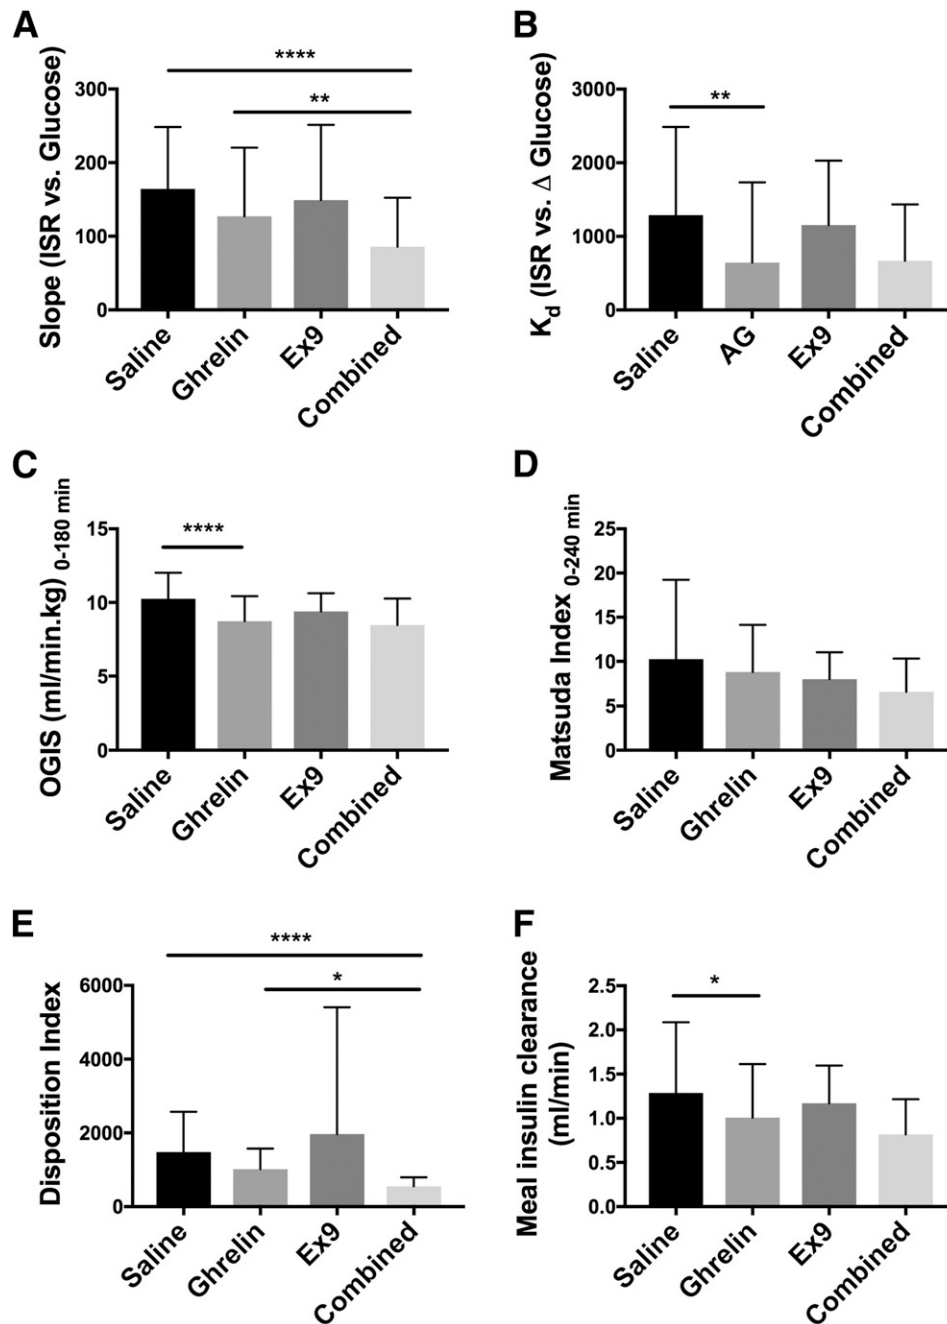 A
Slope (ISR vs. Glucose)
****
**
300
200
100
0
Saline
Ghrelin
Ex9
Combined
B
Kd (ISR vs. Δ Glucose)
**
3000
2000
1000
0
Saline
AG
Ex9
Combined
C
OGIS (ml/min.kg) 0-180 min
****
15
10
5
0
Saline
Ghrelin
Ex9
Combined
D
Matsuda Index 0-240 min
25
20
15
10
5
0
Saline
Ghrelin
Ex9
Combined
E
Disposition Index
****
*
6000
4000
2000
0
Saline
Ghrelin
Ex9
Combined
F
Meal insulin clearance
(ml/min)
*
2.5
2.0
1.5
1.0
0.5
0.0
Saline
Ghrelin
Ex9
Combined